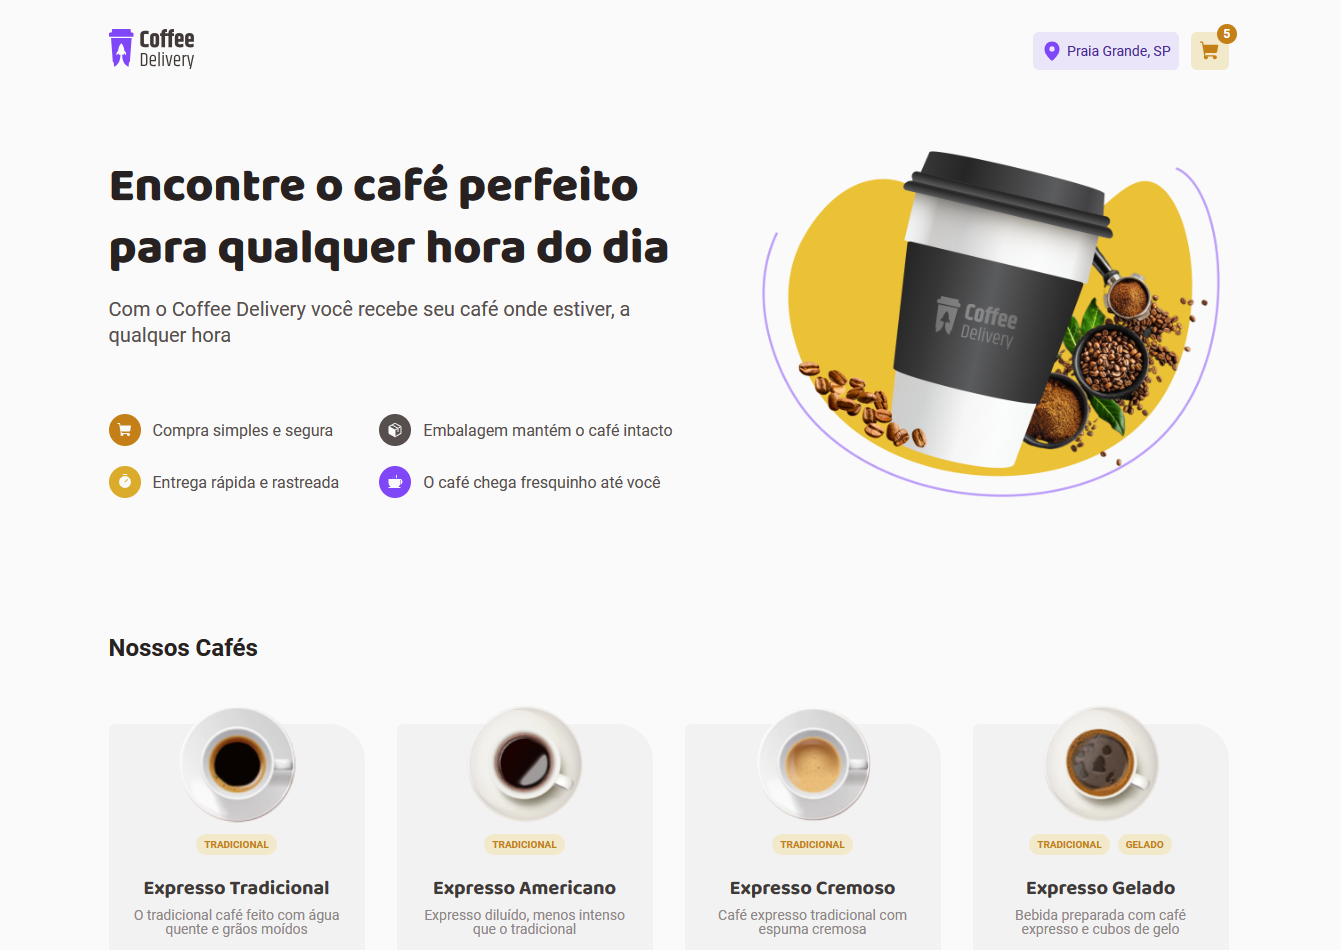 Coffee
Delivery
Praia Grande, SP
5
Encontre o café perfeito
para qualquer hora do dia
Com o Coffee Delivery você recebe seu café onde estiver, a
qualquer hora
Coffee
Delivery
Compra simples e segura
Embalagem mantém o café intacto
Entrega rápida e rastreada
O café chega fresquinho até você
Nossos Cafés
TRADICIONAL
Expresso Tradicional
O tradicional café feito com água
quente e grãos moídos
TRADICIONAL
Expresso Americano
Expresso diluído, menos intenso
que o tradicional
TRADICIONAL
Expresso Cremoso
Café expresso tradicional com
espuma cremosa
TRADICIONAL GELADO
Expresso Gelado
Bebida preparada com café
expresso e cubos de gelo